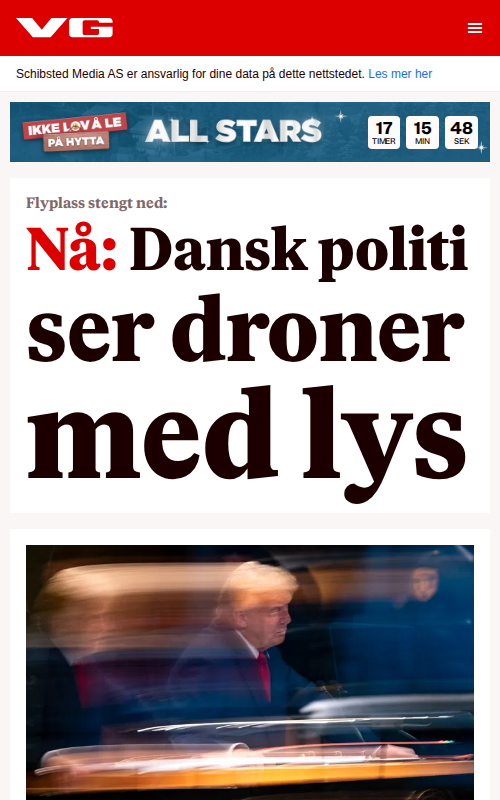 VG
Schibsted Media AS er ansvarlig for dine data på dette nettstedet. Les mer her
IKKE LOV Å LE
PÅ HYTTA
ALL STARS
17 15 48
TIMER MIN SEK
Flyplass stengt ned:
Nå: Dansk politi
ser droner
med lys